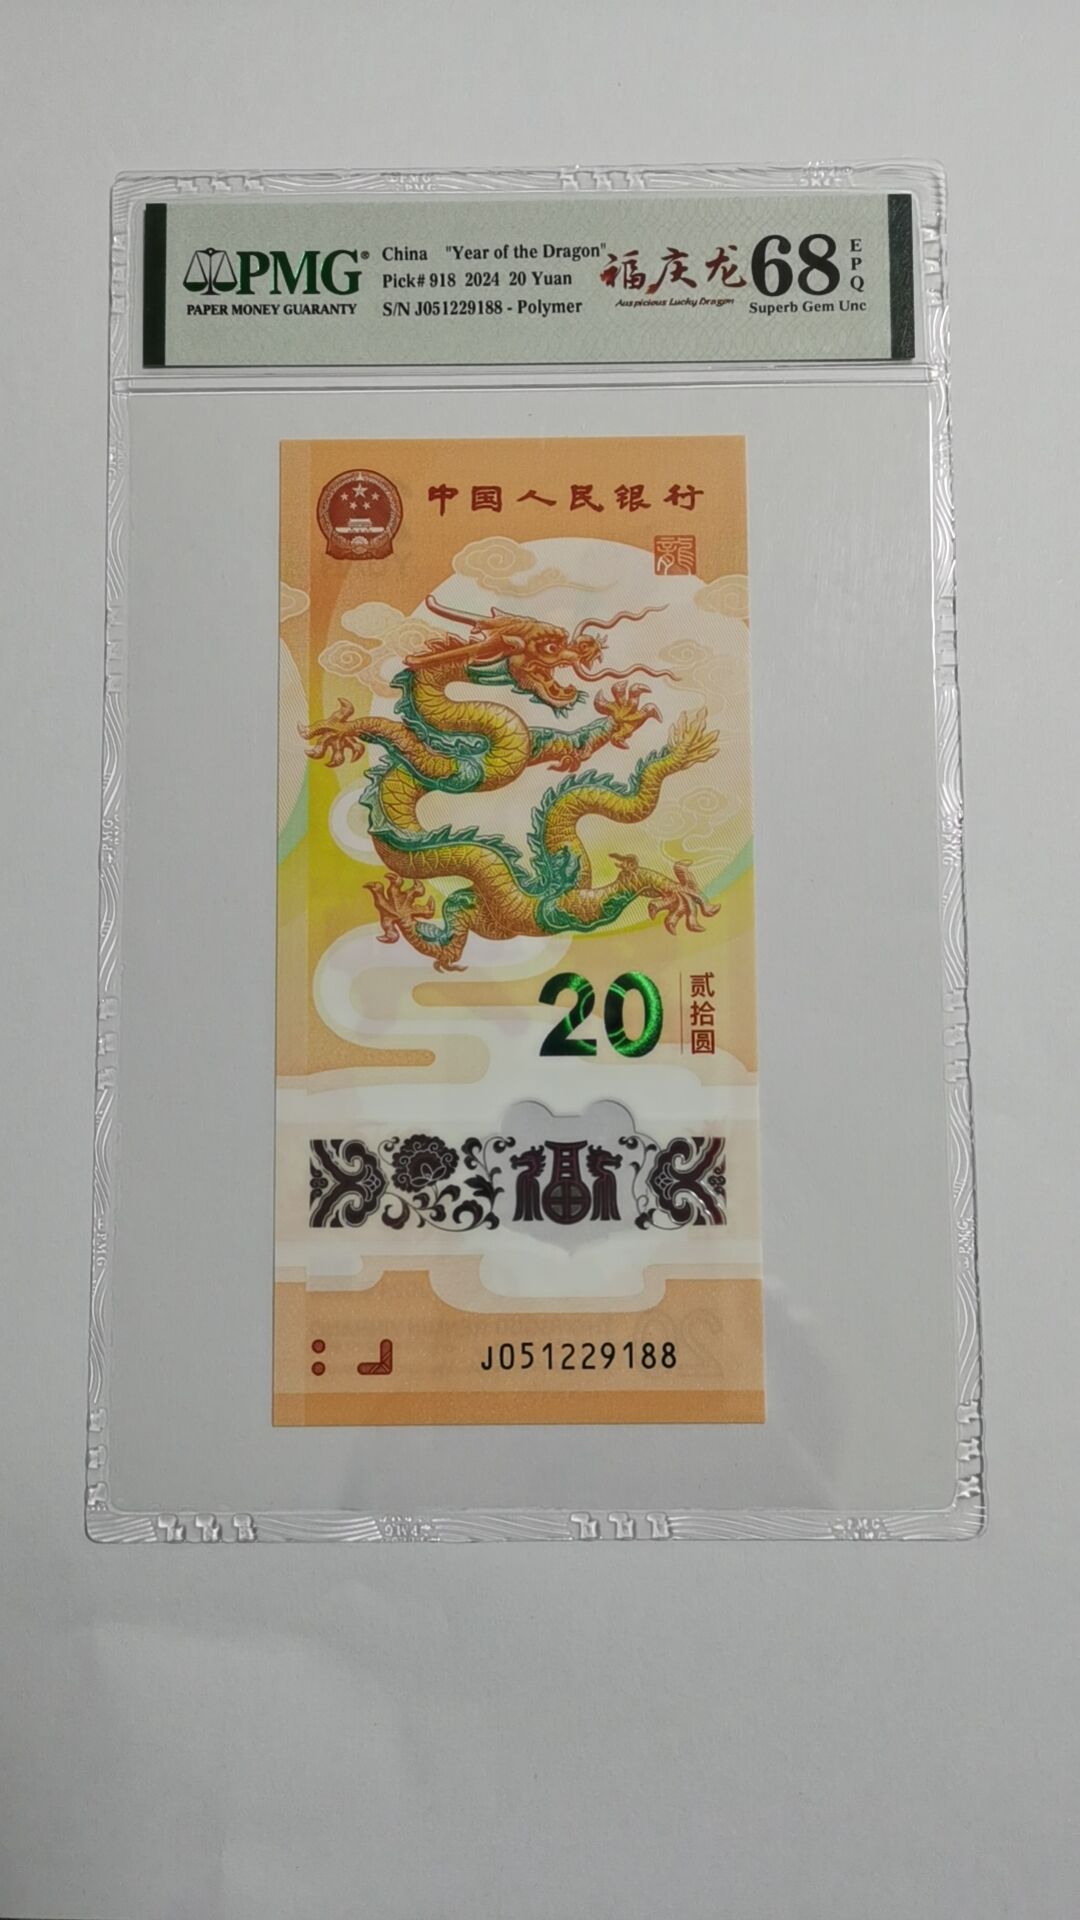 PMG®
PAPER MONEY GUARANTY
China "Year of the Dragon"
Pick# 918 2024 20 Yuan
S/N J051229188 - Polymer
福庆龙
Auspicious Lucky Dragon
68
EPQ
Superb Gem Unc
中国人民银行
龍
20
贰拾圆
福
J051229188